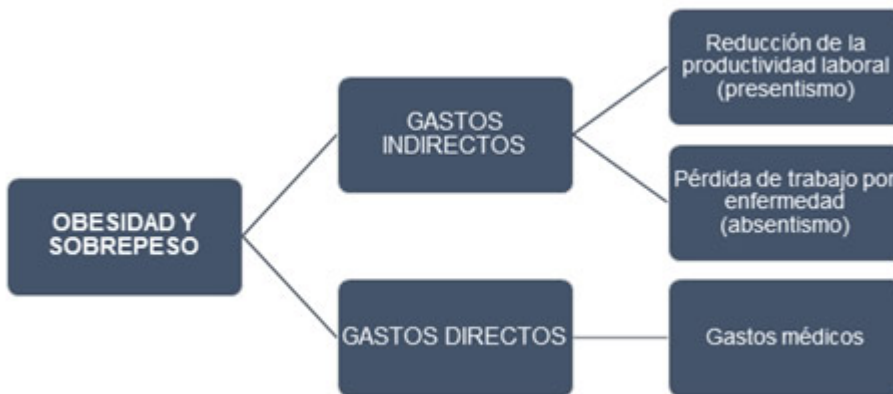 OBESIDAD Y
SOBREPESO
GASTOS
INDIRECTOS
Reducción de la
productividad laboral
(presentismo)
Pérdida de trabajo por
enfermedad
(absentismo)
GASTOS DIRECTOS
Gastos médicos